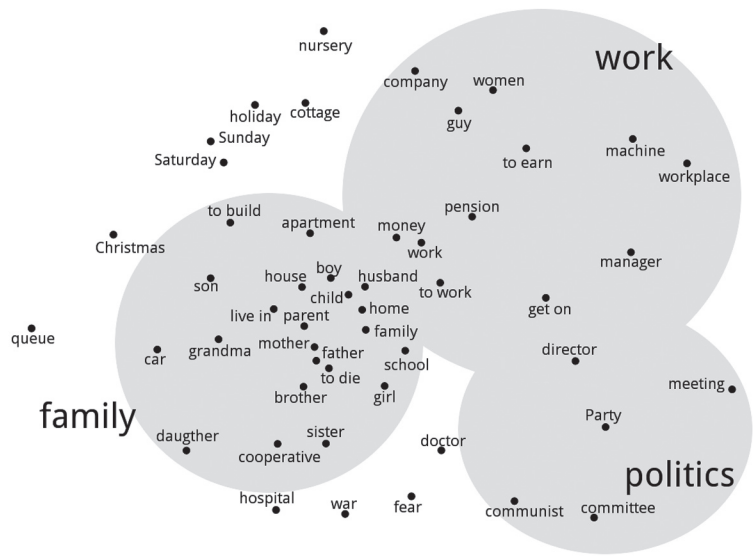 nursery
work
company
women
holiday
cottage
guy
Sunday
machine
Saturday
to earn
workplace
to build
pension
apartment
money
Christmas
work
manager
boy
house
husband
son
to work
child
home
get on
live in
parent
family
queue
mother
director
grandma
father
car
school
to die
meeting
brother
girl
family
Party
daugther
sister
doctor
cooperative
politics
hospital
war
fear
communist
committee